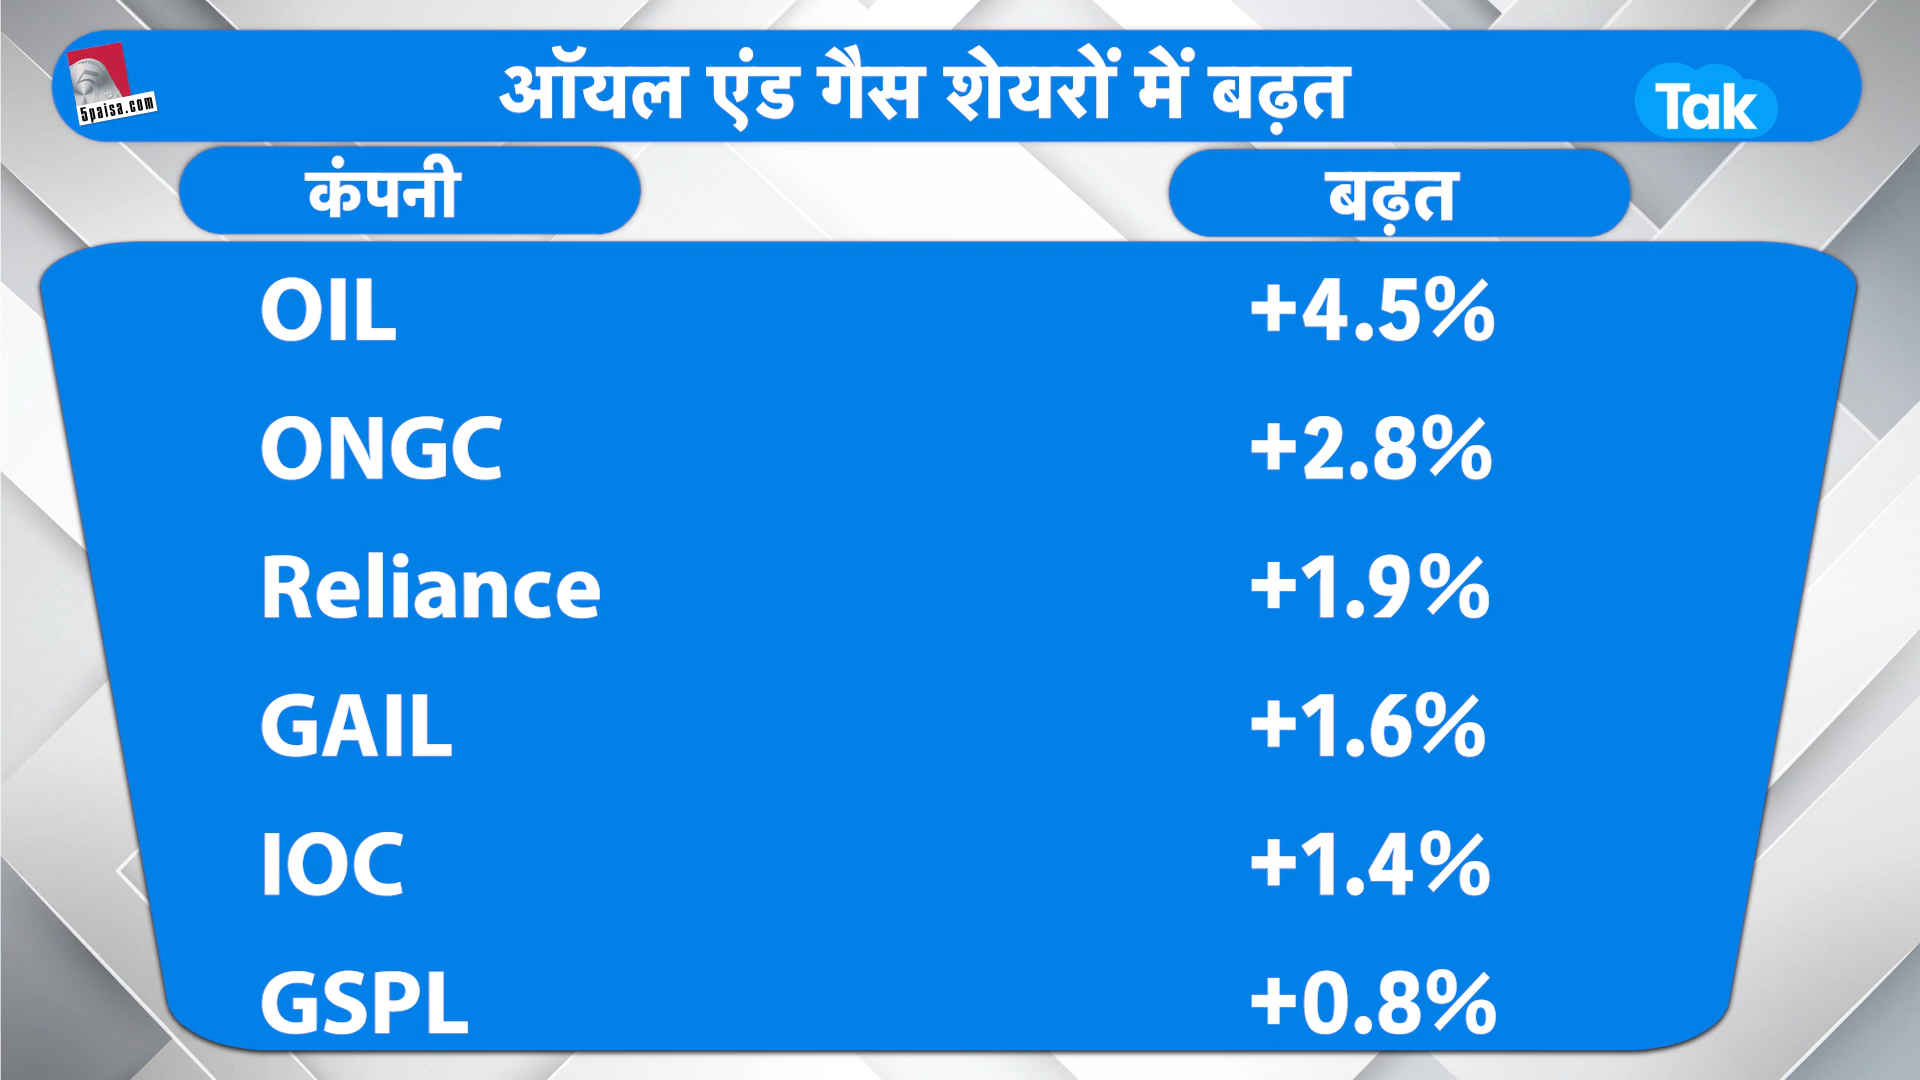 5paisa.com
ऑयल एंड गैस शेयरों में बढ़त
Tak
कंपनी बढ़त
OIL +4.5%
ONGC +2.8%
Reliance +1.9%
GAIL +1.6%
IOC +1.4%
GSPL +0.8%